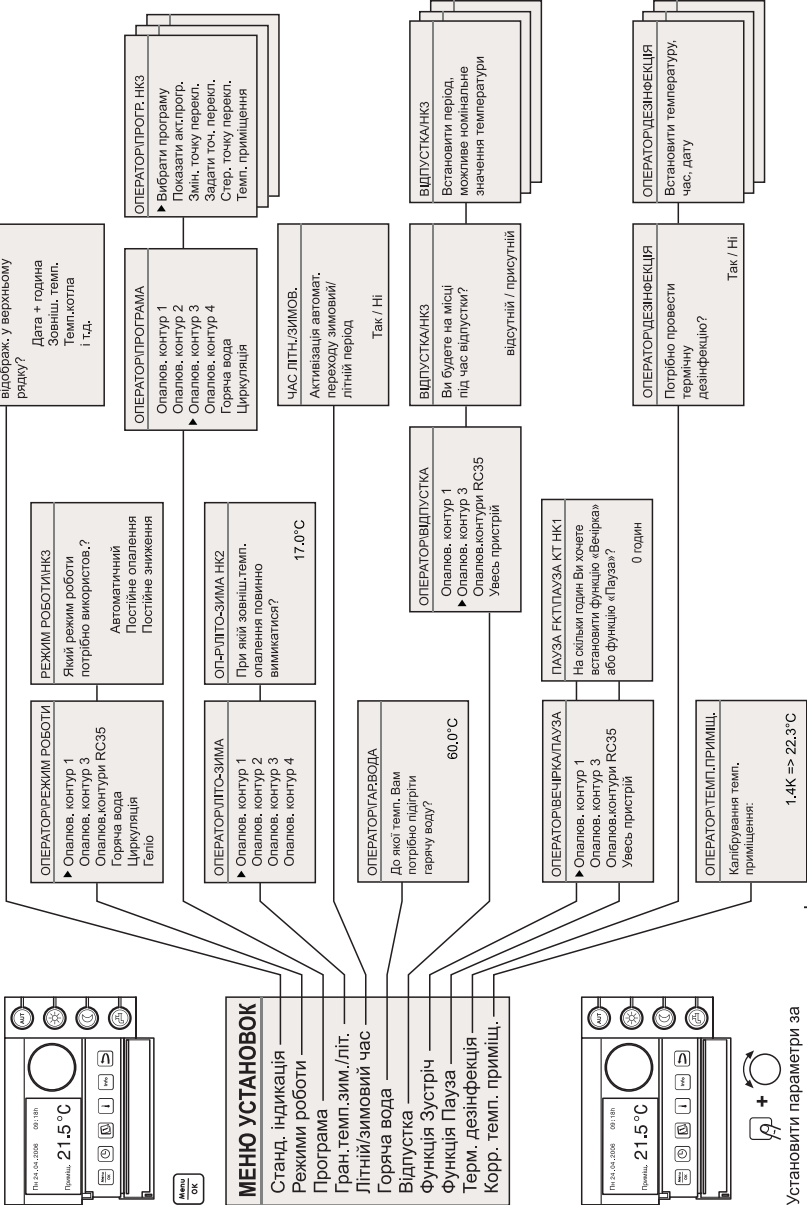 Пн 24.04.2006 09:18h
Приміщ. 21.5°C
Menu OK
Info
AUT
Menu OK
МЕНЮ УСТАНОВОК
Станд. індикація
Режими роботи
Програма
Гран.темп.зим./літ.
Літній/зимовий час
Горяча вода
Відпустка
Функція Зустріч
Функція Пауза
Терм. дезінфекція
Корр. темп. приміщ.
відображ. у верхньому
рядку?
Дата + година
Зовніш. темп.
Темп.котла
і т.д.
ОПЕРАТОР\РЕЖИМ РОБОТИ
Опалюв. контур 1
Опалюв. контур 3
Опалюв.контури RC35
Горяча вода
Циркуляція
Геліо
РЕЖИМ РОБОТИ\НК3
Який режим роботи
потрібно використов.?
Автоматичний
Постійне опалення
Постійне зниження
ОПЕРАТОР\ПРОГРАМА
Опалюв. контур 1
Опалюв. контур 2
Опалюв. контур 3
Опалюв. контур 4
Горяча вода
Циркуляція
ОПЕРАТОР\ПРОГР. НК3
Вибрати програму
Показати акт.прогр.
Змін. точку перекл.
Задати точ. перекл.
Стер. точку перекл.
Темп. приміщення
ОПЕРАТОР\ЛІТО-ЗИМА
Опалюв. контур 1
Опалюв. контур 2
Опалюв. контур 3
Опалюв. контур 4
ОП-Р\ЛІТО-ЗИМА НК2
При якій зовніш.темп.
опалення повинно
вимикатися?
17.0°C
ЧАС ЛІТН./ЗИМОВ.
Активізація автомат.
переходу зимовий/
літній період
Так / Ні
ОПЕРАТОР\ГАР.ВОДА
До якої темп. Вам
потрібно підігріти
гарячу воду?
60,0°C
ОПЕРАТОР\ВІДПУСТКА
Опалюв. контур 1
Опалюв. контур 3
Опалюв.контури RC35
Увесь пристрій
ВІДПУСТКА/НК3
Ви будете на місці
під час відпустки?
відсутній / присутній
ВІДПУСТКА/НК3
Встановити період,
можливе номінальне
значення температури
ОПЕРАТОР\ВЕЧІРКА/ПАУЗА
Опалюв. контур 1
Опалюв. контур 3
Опалюв.контури RC35
Увесь пристрій
ПАУЗА FKT\ПАУЗА КТ НК1
На скільки годин Ви хочете
встановити функцію «Вечірка»
або функцію «Пауза»?
0 годин
ОПЕРАТОР\ДЕЗІНФЕКЦІЯ
Потрібно провести
термічну
дезінфекцію?
Так / Ні
ОПЕРАТОР\ДЕЗІНФЕКЦІЯ
Встановити температуру,
час, дату
ОПЕРАТОР\ТЕМП.ПРИМІЩ.
Калібрування темп.
приміщення:
1.4K => 22.3°C
Пн 24.04.2006 09:18h
Приміщ. 21.5°C
Menu OK
Info
AUT
+
Установити параметри за